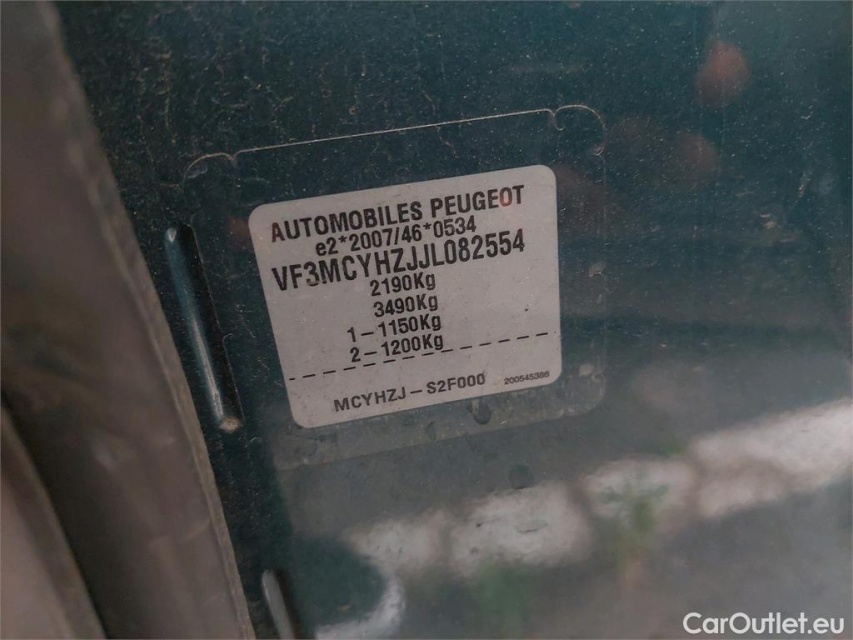 AUTOMOBILES PEUGEOT
e2*2007/46*0534
VF3MCYHZJJL082554
2190Kg
3490Kg
1-1150Kg
2-1200Kg
MCYHZJ-S2F000 200545386
CarOutlet.eu